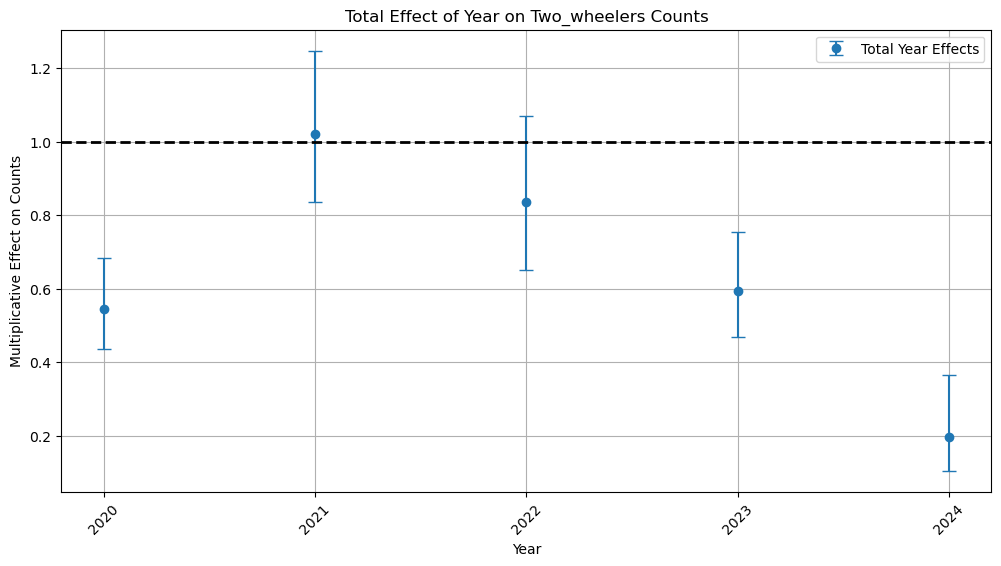 Total Effect of Year on Two_wheelers Counts
Total Year Effects
Multiplicative Effect on Counts
1.2
1.0
0.8
0.6
0.4
0.2
2020
2021
2022
2023
2024
Year